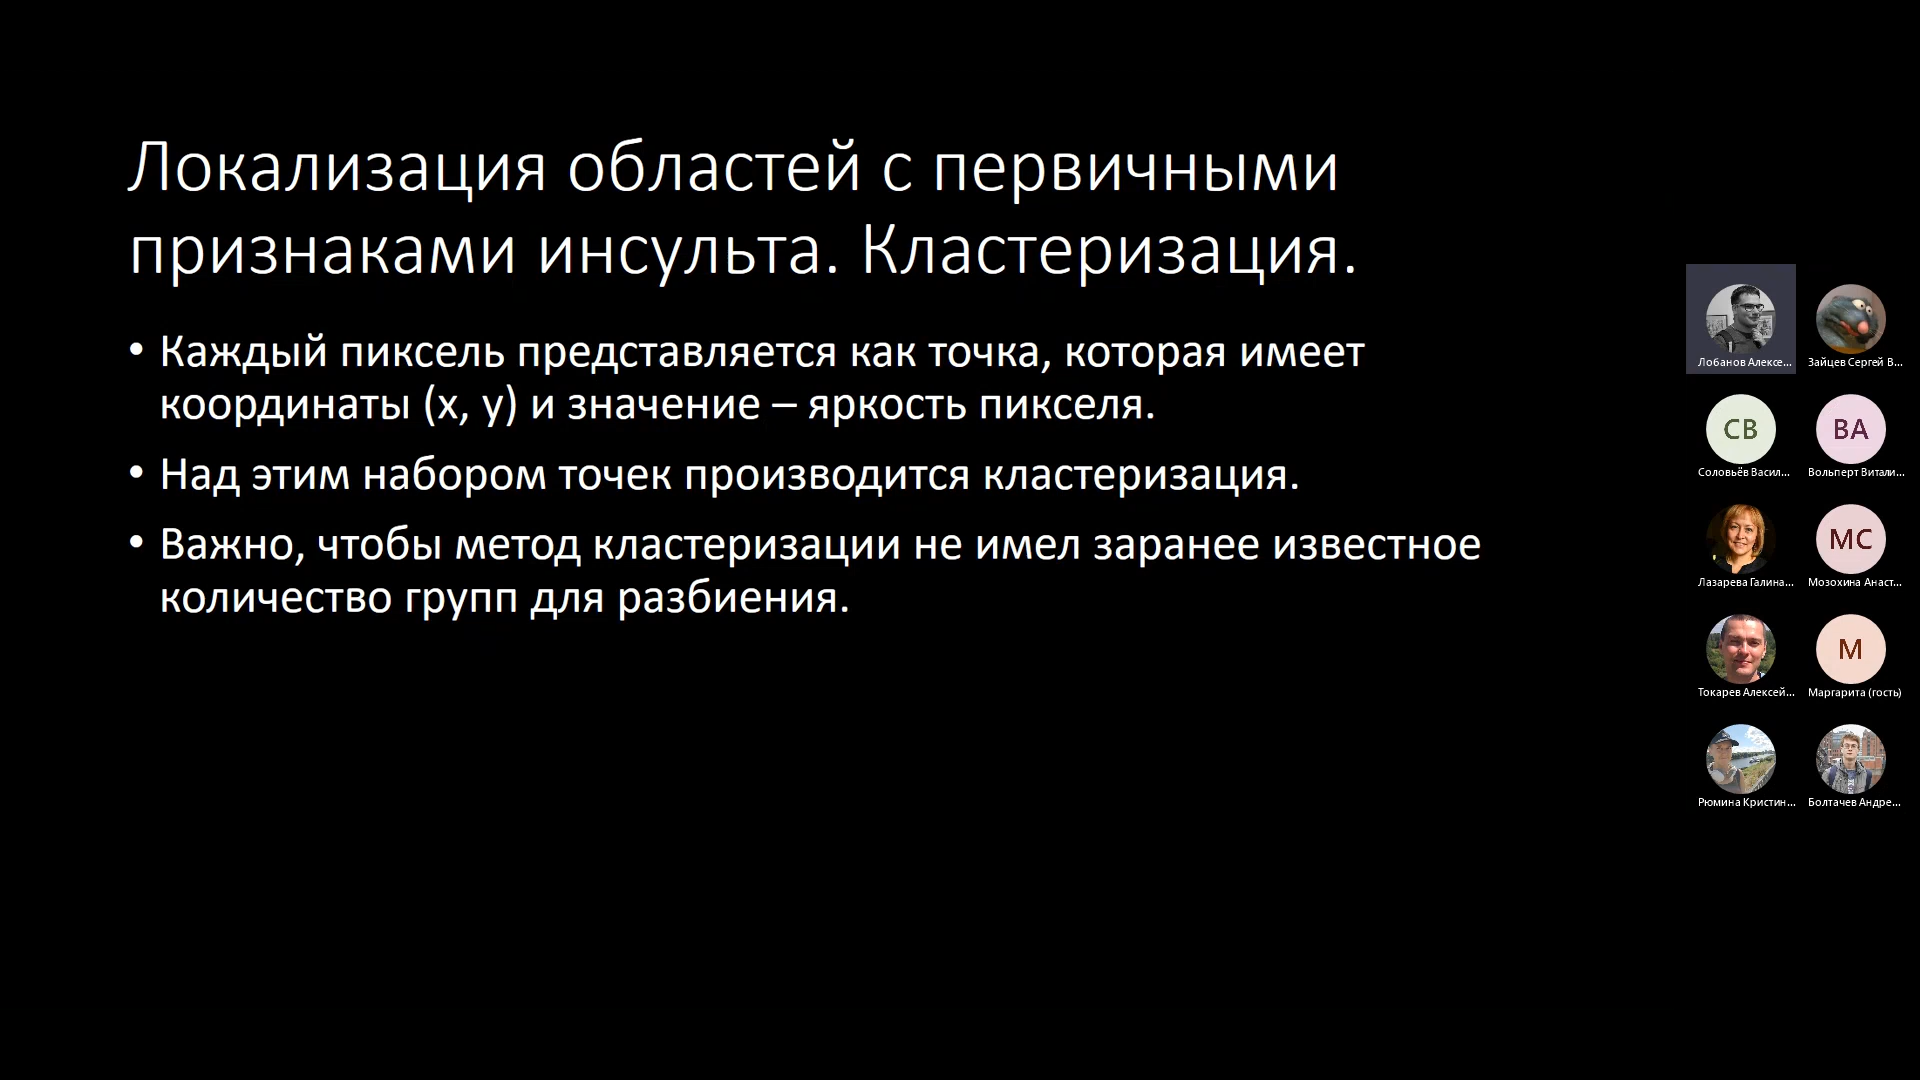 Локализация областей с первичными
признаками инсульта. Кластеризация.
• Каждый пиксель представляется как точка, которая имеет
координаты (x, y) и значение – яркость пикселя.
• Над этим набором точек производится кластеризация.
• Важно, чтобы метод кластеризации не имел заранее известное
количество групп для разбиения.
Лобанов Алексе...
Зайцев Сергей В...
СВ
Соловьёв Васил...
ВА
Вольперт Витали...
Лазарева Галина...
МС
Мозохина Анаст...
Токарев Алексей...
М
Маргарита (гость)
Рюмина Кристин...
Болтачев Андре...